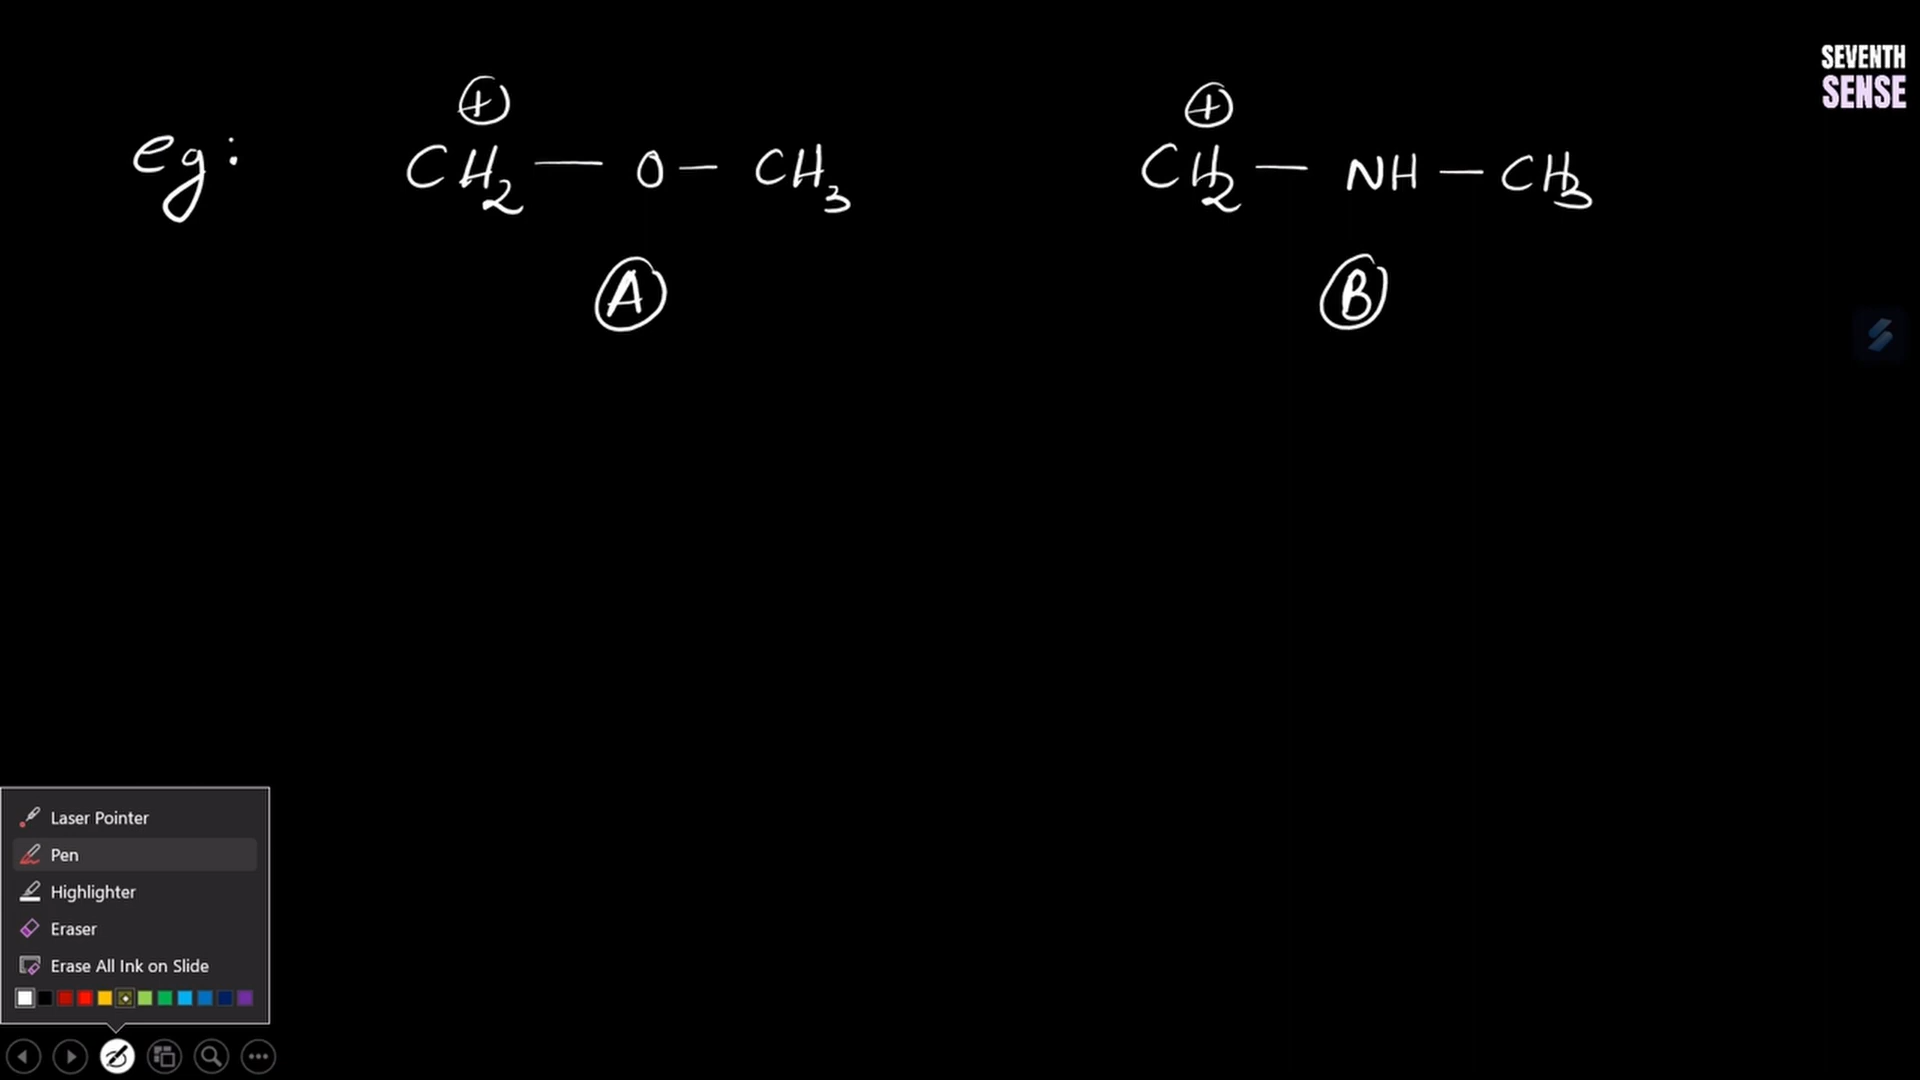 SEVENTH
SENSE
⊕ ⊕
eg: CH₂ — O — CH₃ CH₂ — NH — CH₃
Ⓐ Ⓑ
Laser Pointer
Pen
Highlighter
Eraser
Erase All Ink on Slide